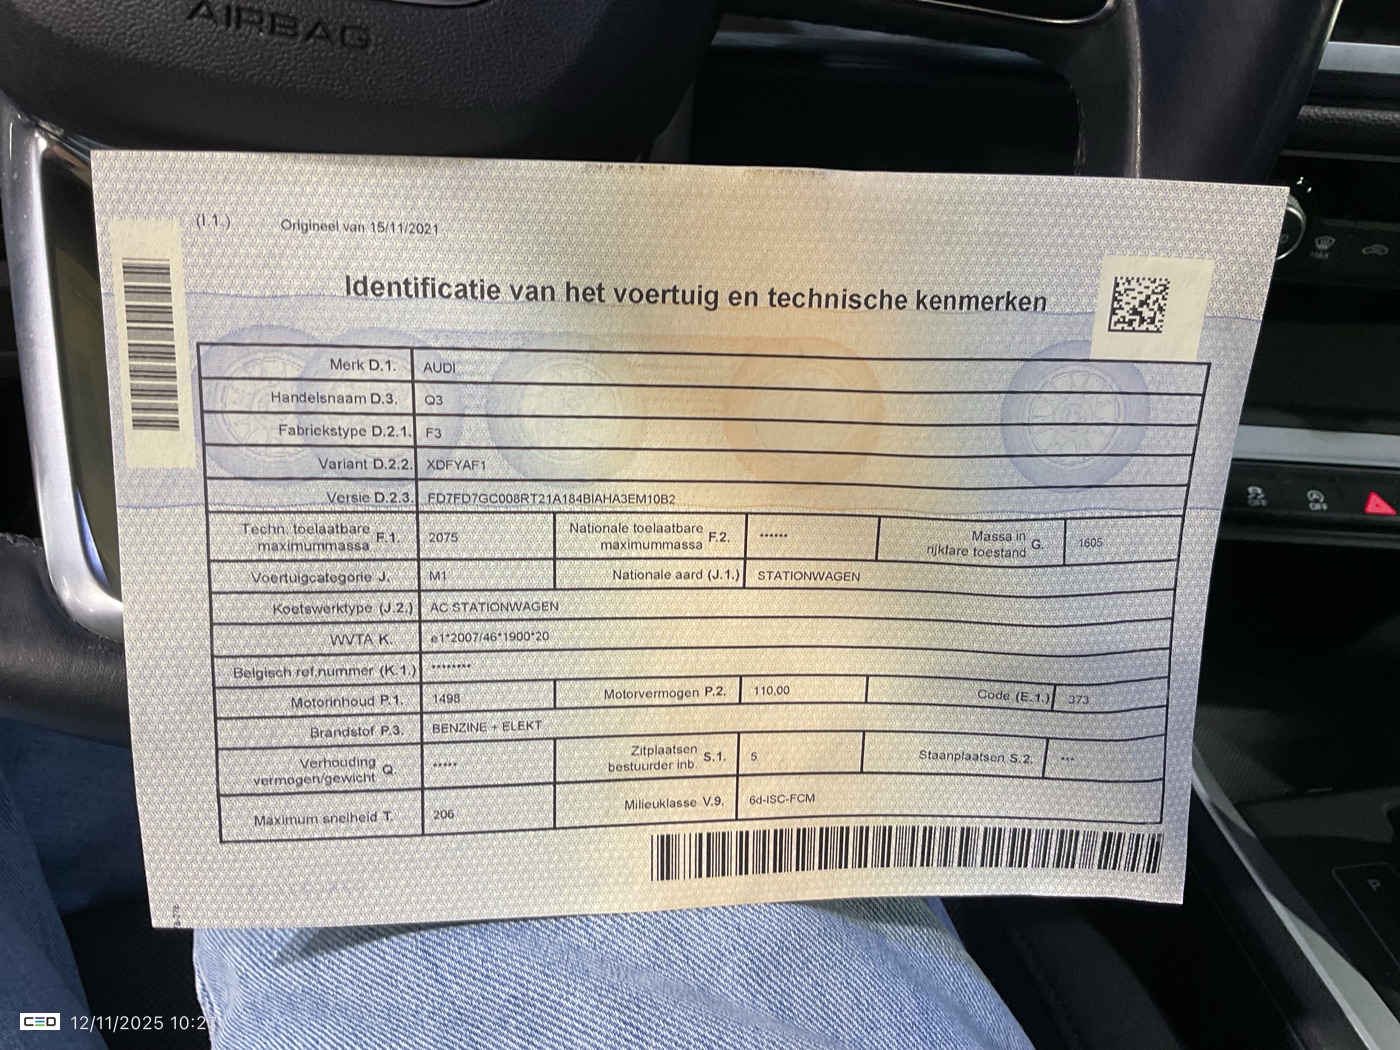 AIRBAG
(I.1.) Origineel van 15/11/2021
Identificatie van het voertuig en technische kenmerken
Merk D.1. AUDI
Handelsnaam D.3. Q3
Fabriekstype D.2.1. F3
Variant D.2.2. XDFYAF1
Versie D.2.3. FD7FD7GC008RT21A184BIAHA3EM10B2
Techn. toelaatbare maximummassa F.1. 2075 Nationale toelaatbare maximummassa F.2. ****** Massa in rijklare toestand G. 1605
Voertuigcategorie J. M1 Nationale aard (J.1.) STATIONWAGEN
Koetswerktype (J.2.) AC STATIONWAGEN
WVTA K. e1*2007/46*1900*20
Belgisch ref.nummer (K.1.) ********
Motorinhoud P.1. 1498 Motorvermogen P.2. 110,00 Code (E.1.) 373
Brandstof P.3. BENZINE + ELEKT
Verhouding vermogen/gewicht Q. ***** Zitplaatsen bestuurder inb. S.1. 5 Staanplaatsen S.2. ***
Maximum snelheid T. 206 Milieuklasse V.9. 6d-ISC-FCM
MAX
OFF
OFF
P
CED 12/11/2025 10:27